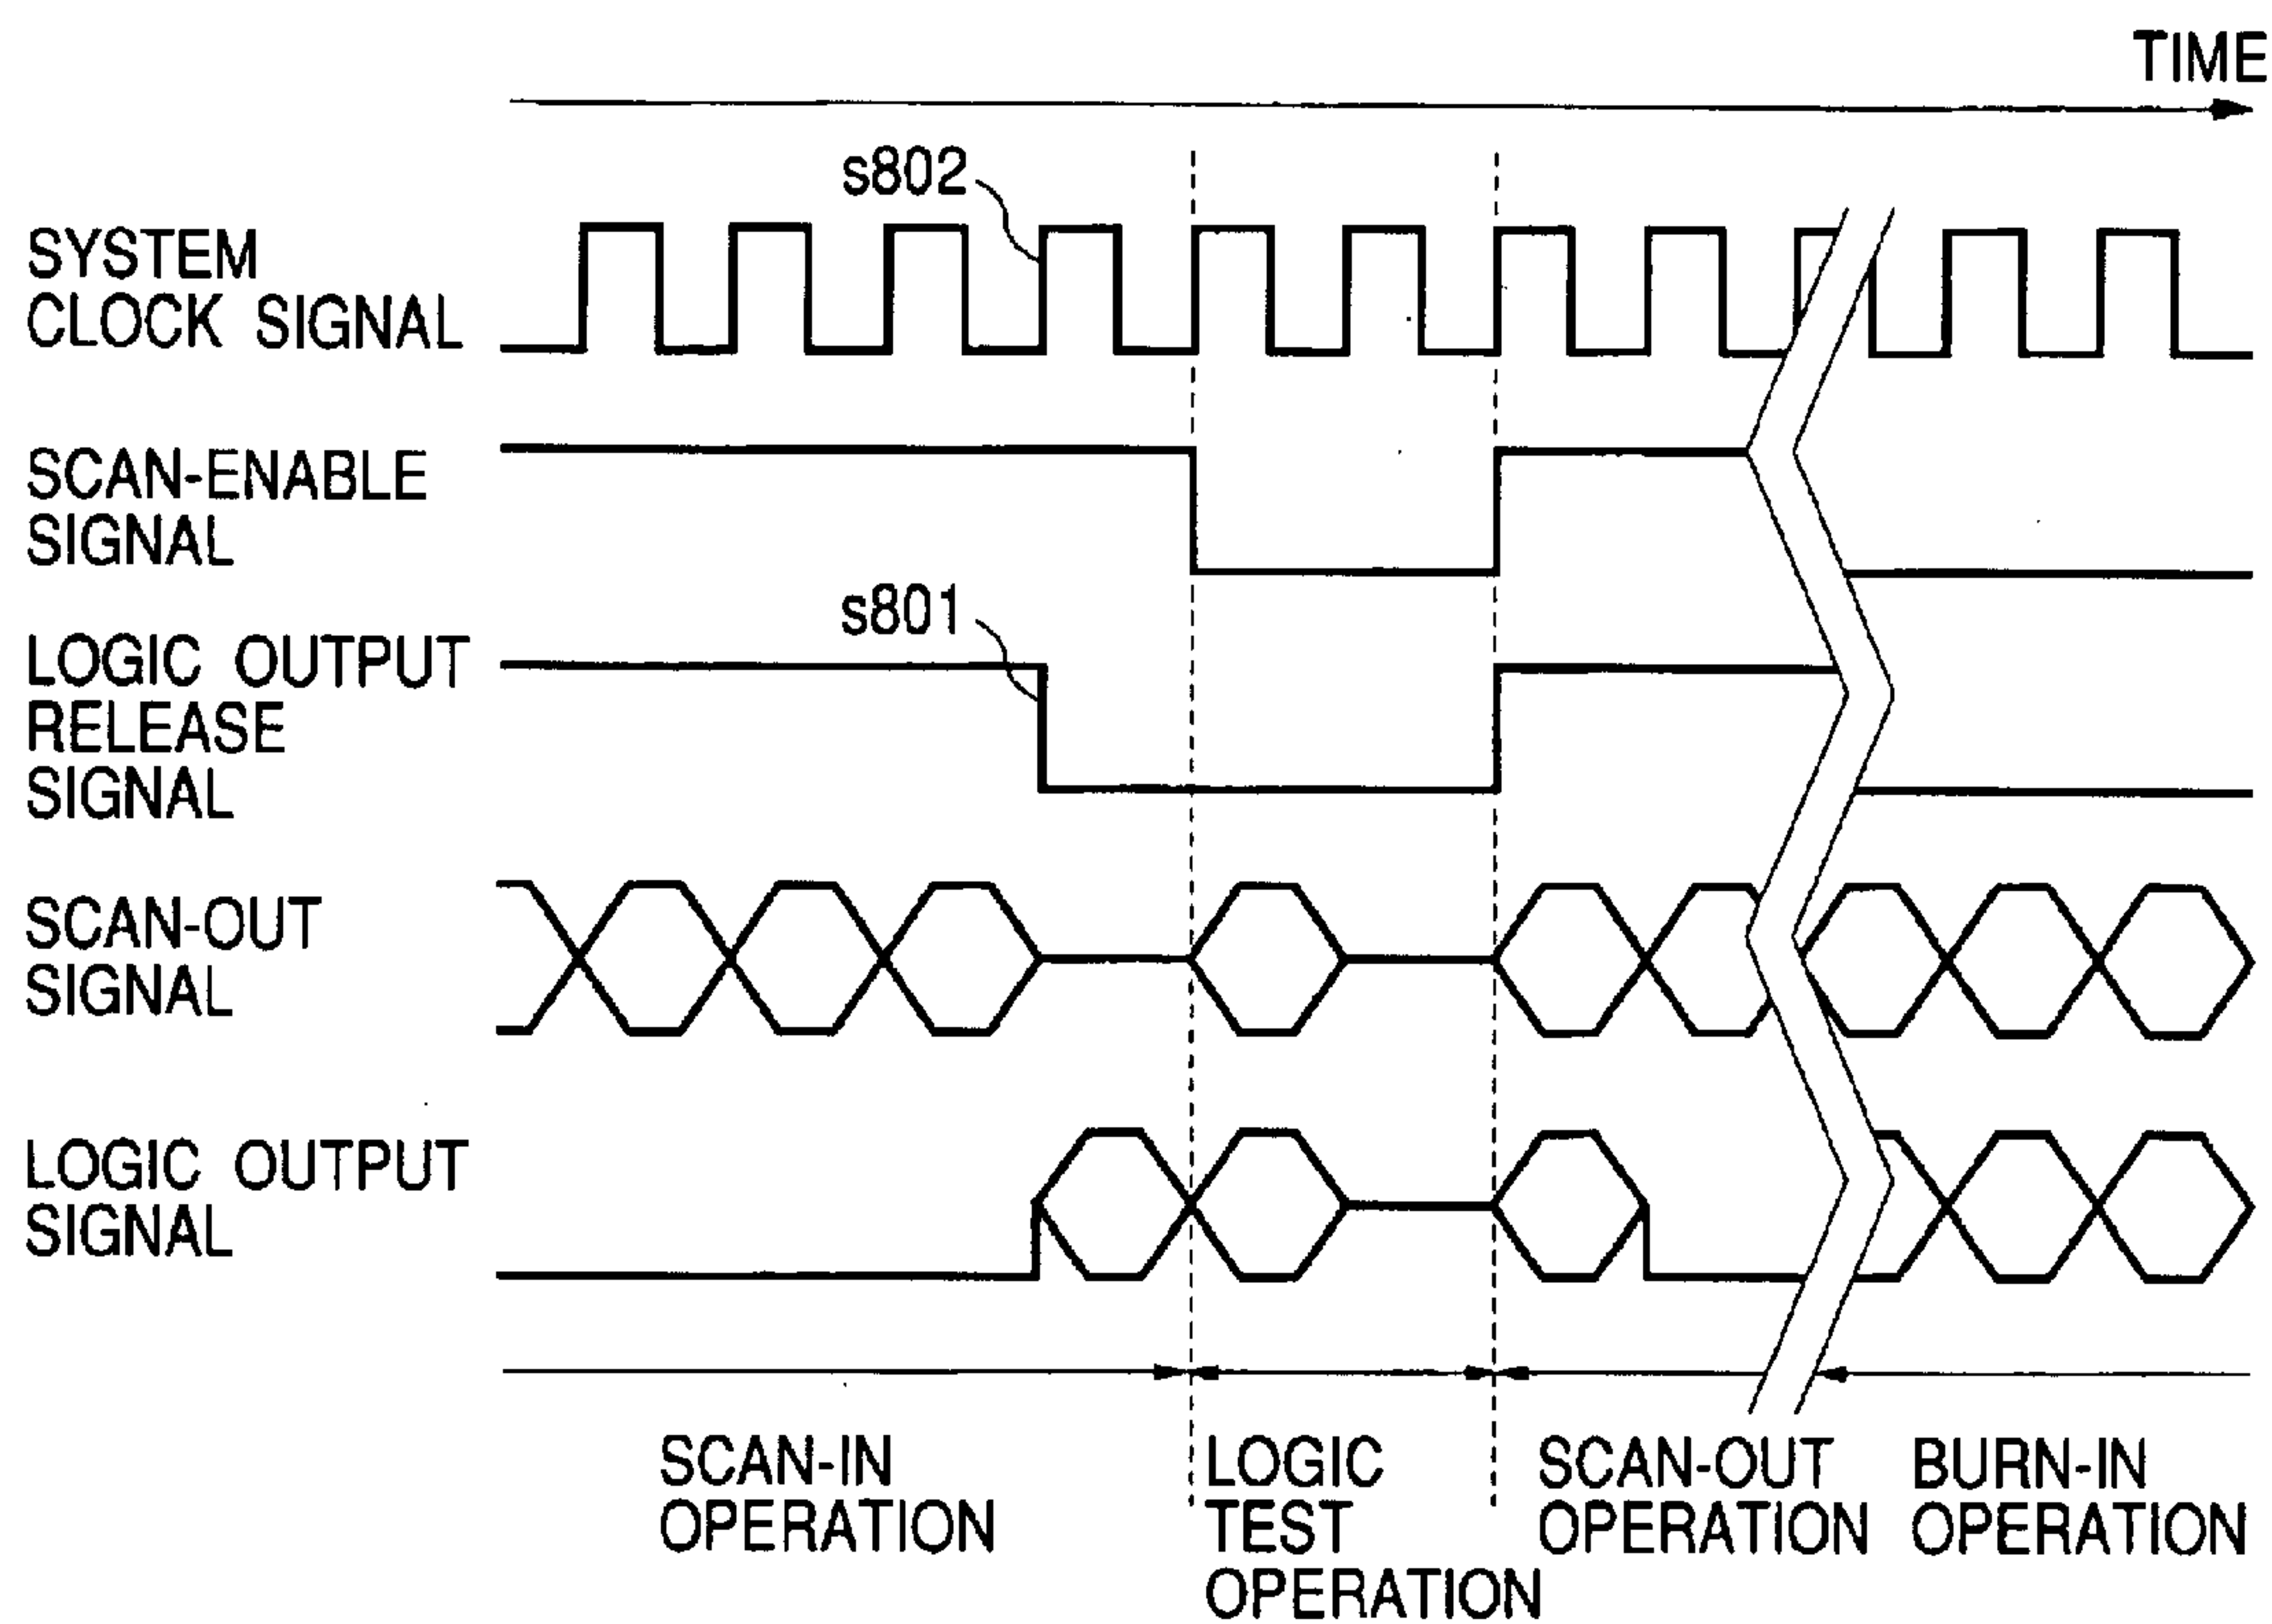 TIME
s802
SYSTEM
CLOCK SIGNAL
SCAN-ENABLE
SIGNAL
s801
LOGIC OUTPUT
RELEASE
SIGNAL
SCAN-OUT
SIGNAL
LOGIC OUTPUT
SIGNAL
SCAN-IN
OPERATION
LOGIC
TEST
OPERATION
SCAN-OUT
OPERATION
BURN-IN
OPERATION